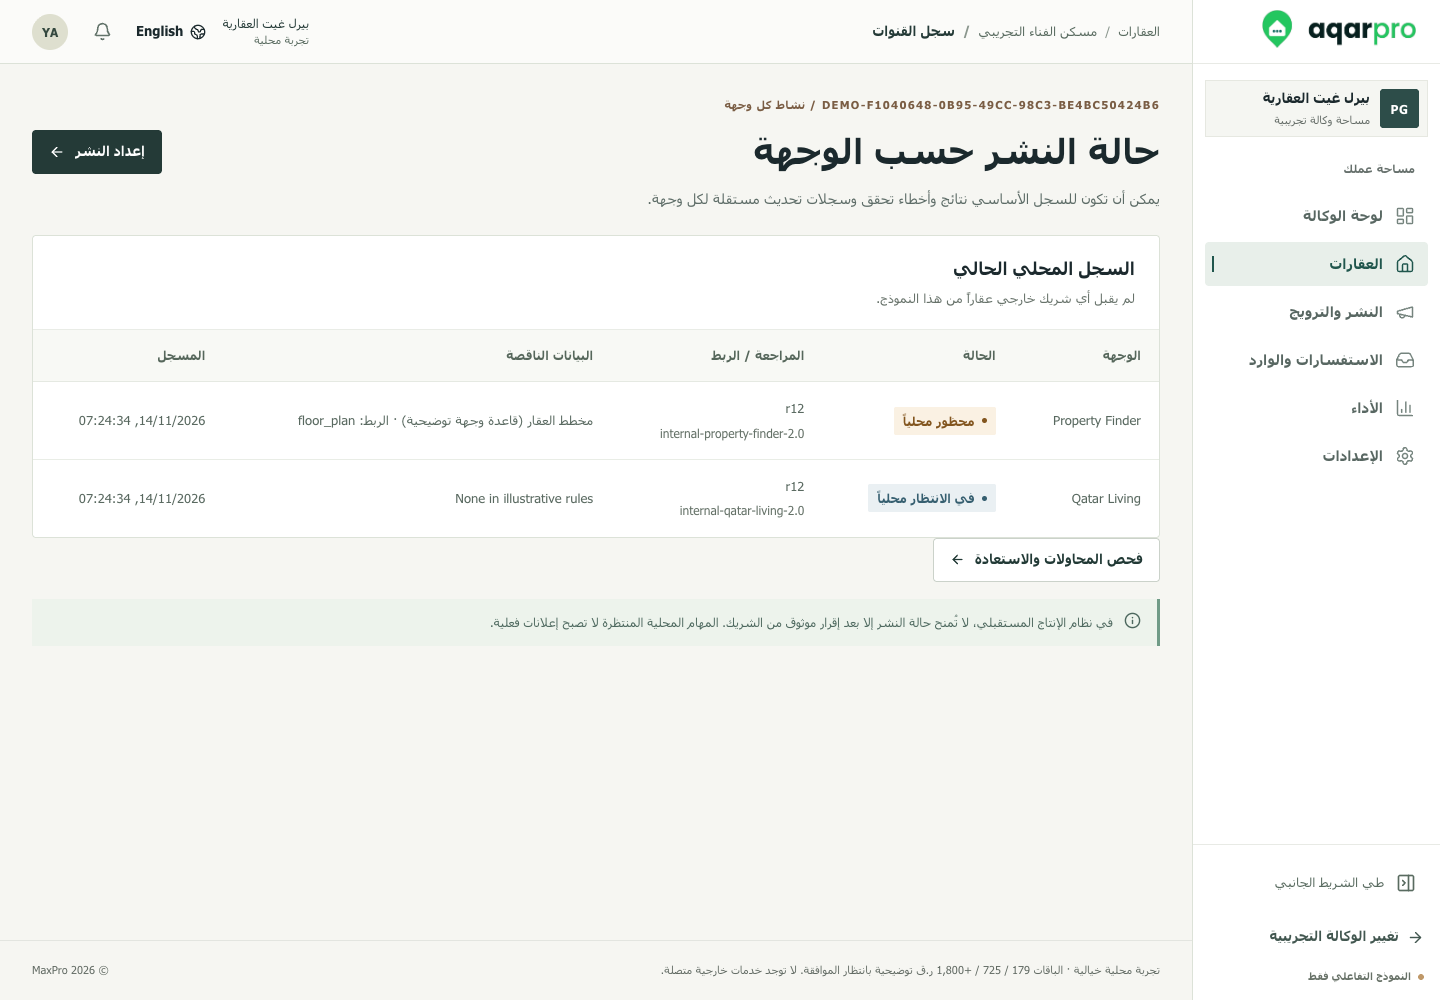 aqarpro
PG
بيرل غيت العقارية
مساحة وكالة تجريبية
مساحة عملك
لوحة الوكالة
العقارات
النشر والترويج
الاستفسارات والوارد
الأداء
الإعدادات
طي الشريط الجانبي
تغيير الوكالة التجريبية
النموذج التفاعلي فقط
العقارات / مسكن الفناء التجريبي / سجل القنوات
بيرل غيت العقارية
تجربة محلية
English
YA
DEMO-F1040648-0B95-49CC-98C3-BE4BC50424B6 / نشاط كل وجهة
حالة النشر حسب الوجهة
إعداد النشر
يمكن أن تكون للسجل الأساسي نتائج وأخطاء تحقق وسجلات تحديث مستقلة لكل وجهة.
السجل المحلي الحالي
لم يقبل أي شريك خارجي عقاراً من هذا النموذج.
الوجهة الحالة المراجعة / الربط البيانات الناقصة المسجل
Property Finder
محظور محلياً
r12
internal-property-finder-2.0
مخطط العقار (قاعدة وجهة توضيحية) · الربط: floor_plan
14/11/2026, 07:24:34
Qatar Living
في الانتظار محلياً
r12
internal-qatar-living-2.0
None in illustrative rules
14/11/2026, 07:24:34
فحص المحاولات والاستعادة
في نظام الإنتاج المستقبلي، لا تُمنح حالة النشر إلا بعد إقرار موثوق من الشريك. المهام المحلية المنتظرة لا تصبح إعلانات فعلية.
تجربة محلية خيالية · الباقات 179 / 725 / +1,800 ر.ق توضيحية بانتظار الموافقة. لا توجد خدمات خارجية متصلة.
© MaxPro 2026